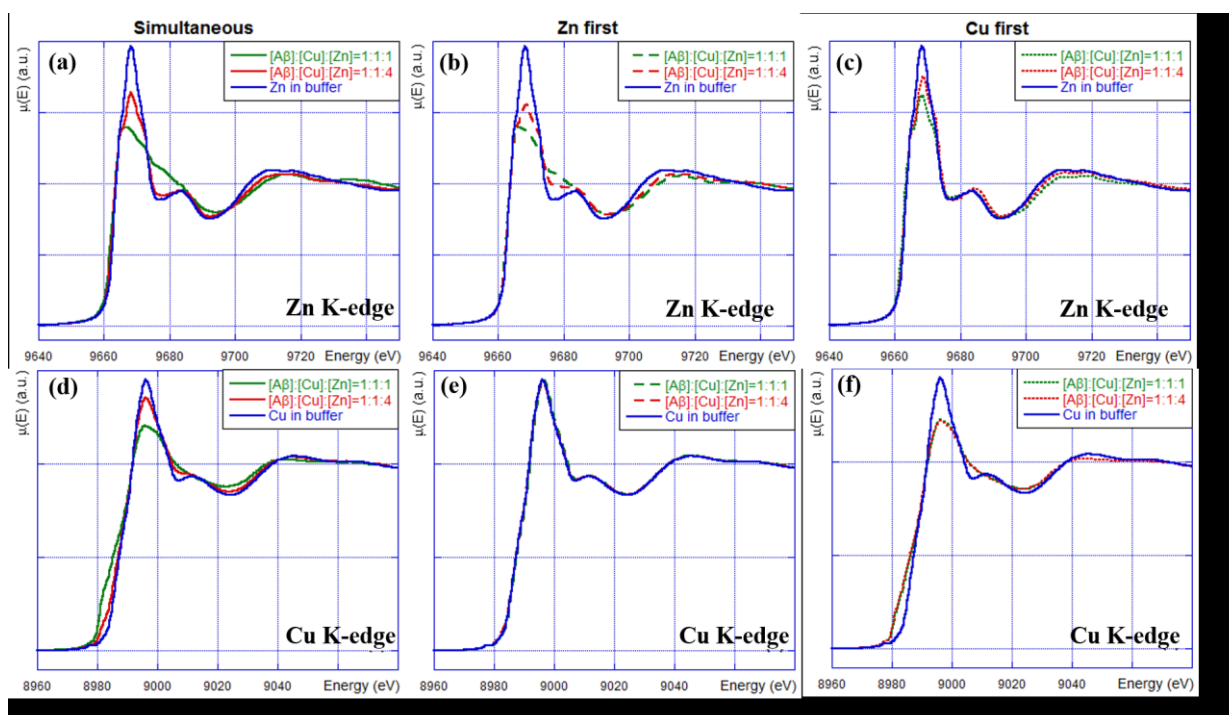 Simultaneous
Zn first
Cu first
(a)
[Aβ]:[Cu]:[Zn]=1:1:1
[Aβ]:[Cu]:[Zn]=1:1:4
Zn in buffer
μ(E) (a.u.)
Zn K-edge
9640 9660 9680 9700 9720 Energy (eV)
(b)
[Aβ]:[Cu]:[Zn]=1:1:1
[Aβ]:[Cu]:[Zn]=1:1:4
Zn in buffer
μ(E) (a.u.)
Zn K-edge
9640 9660 9680 9700 9720 Energy (eV)
(c)
[Aβ]:[Cu]:[Zn]=1:1:1
[Aβ]:[Cu]:[Zn]=1:1:4
Zn in buffer
μ(E) (a.u.)
Zn K-edge
9640 9660 9680 9700 9720 Energy (eV)
(d)
[Aβ]:[Cu]:[Zn]=1:1:1
[Aβ]:[Cu]:[Zn]=1:1:4
Cu in buffer
μ(E) (a.u.)
Cu K-edge
8960 8980 9000 9020 9040 Energy (eV)
(e)
[Aβ]:[Cu]:[Zn]=1:1:1
[Aβ]:[Cu]:[Zn]=1:1:4
Cu in buffer
μ(E) (a.u.)
Cu K-edge
8960 8980 9000 9020 9040 Energy (eV)
(f)
[Aβ]:[Cu]:[Zn]=1:1:1
[Aβ]:[Cu]:[Zn]=1:1:4
Cu in buffer
μ(E) (a.u.)
Cu K-edge
8960 8980 9000 9020 9040 Energy (eV)